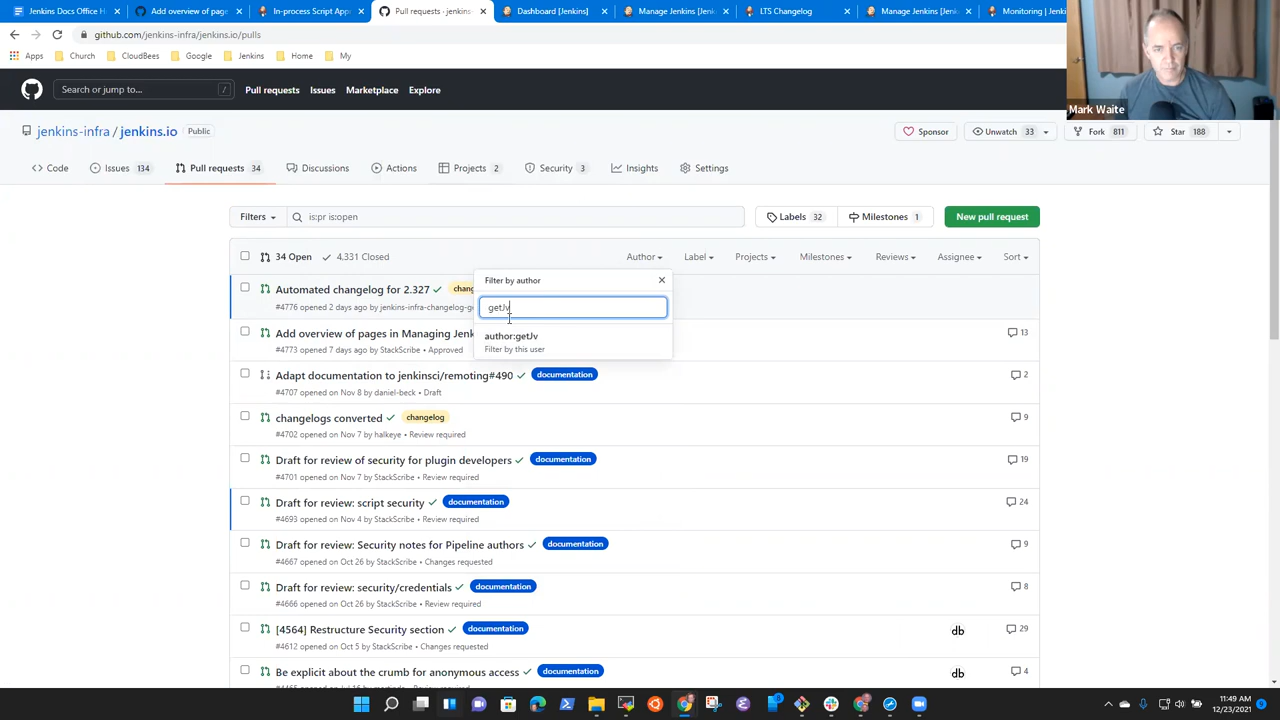 Jenkins Docs Office H
Add overview of page
In-process Script App
Pull requests · jenkins-
Dashboard [Jenkins]
Manage Jenkins [Jenk
LTS Changelog
Manage Jenkins [Jenk
Monitoring | Jenk
github.com/jenkins-infra/jenkins.io/pulls
Apps
Church
CloudBees
Google
Jenkins
Home
My
Mark Waite
Search or jump to...
/
Pull requests
Issues
Marketplace
Explore
jenkins-infra / jenkins.io
Public
Sponsor
Unwatch 33
Fork 811
Star 188
Code
Issues 134
Pull requests 34
Discussions
Actions
Projects 2
Security 3
Insights
Settings
Filters
is:pr is:open
Labels 32
Milestones 1
New pull request
34 Open
4,331 Closed
Author
Label
Projects
Milestones
Reviews
Assignee
Sort
Filter by author
getJv
author:getJv
Filter by this user
Automated changelog for 2.327
chang
#4776 opened 2 days ago by jenkins-infra-changelog-g
Add overview of pages in Managing Jenk
13
#4773 opened 7 days ago by StackScribe • Approved
Adapt documentation to jenkinsci/remoting#490
documentation
2
#4707 opened on Nov 8 by daniel-beck • Draft
changelogs converted
changelog
9
#4702 opened on Nov 7 by halkeye • Review required
Draft for review of security for plugin developers
documentation
19
#4701 opened on Nov 7 by StackScribe • Review required
Draft for review: script security
documentation
24
#4693 opened on Nov 4 by StackScribe • Review required
Draft for review: Security notes for Pipeline authors
documentation
9
#4667 opened on Oct 26 by StackScribe • Changes requested
Draft for review: security/credentials
documentation
8
#4666 opened on Oct 26 by StackScribe • Review required
[4564] Restructure Security section
documentation
db
29
#4612 opened on Oct 5 by StackScribe • Changes requested
Be explicit about the crumb for anonymous access
documentation
db
4
11:49 AM
12/23/2021